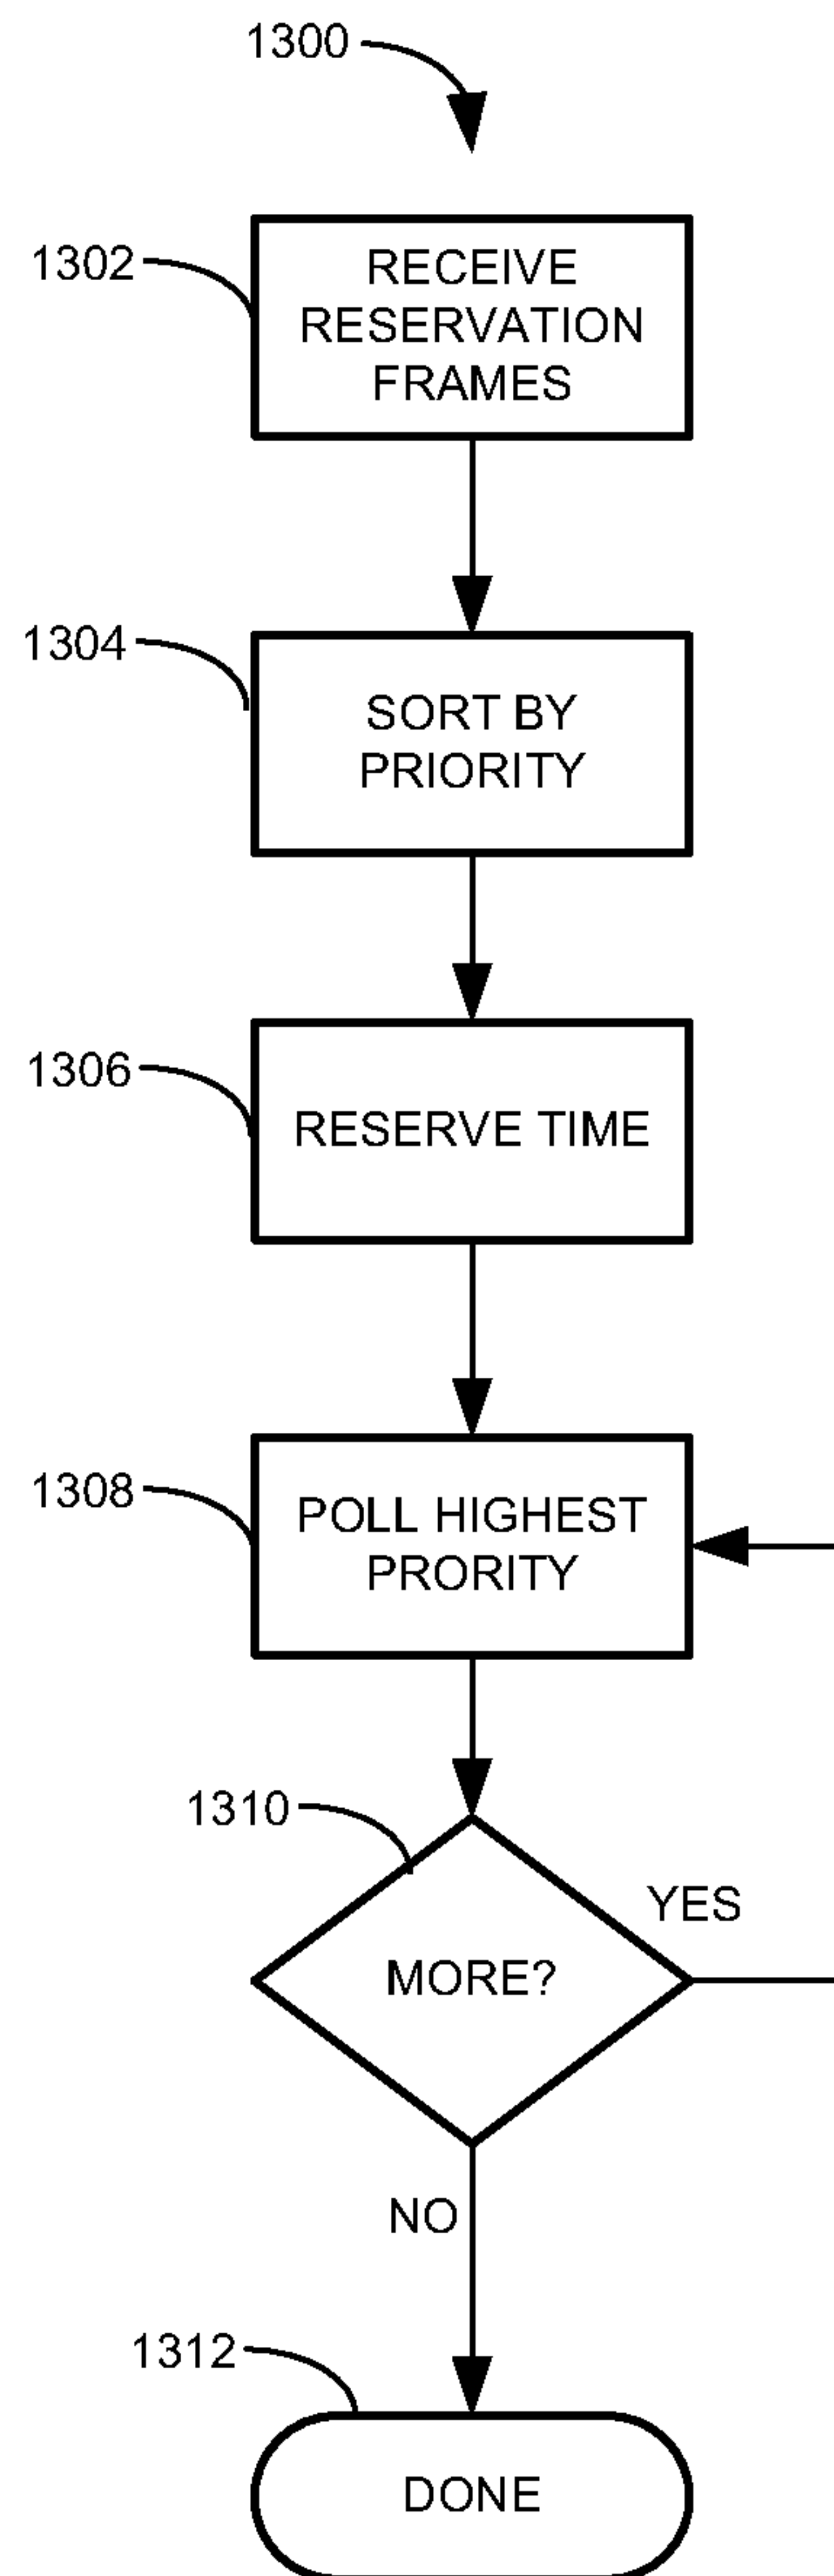 1300
1302
RECEIVE
RESERVATION
FRAMES
1304
SORT BY
PRIORITY
1306
RESERVE TIME
1308
POLL HIGHEST
PRORITY
1310
YES
MORE?
NO
1312
DONE